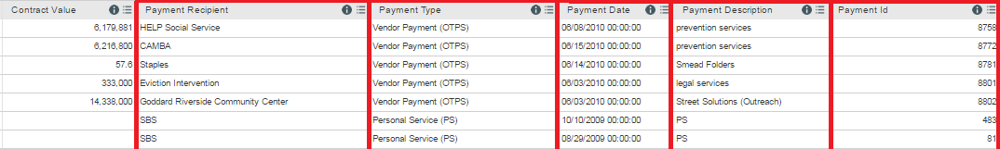 Contract Value Payment Recipient Payment Type Payment Date Payment Description Payment Id
6,179,881 HELP Social Service Vendor Payment (OTPS) 06/08/2010 00:00:00 prevention services 8758
6,216,800 CAMBA Vendor Payment (OTPS) 06/15/2010 00:00:00 prevention services 8772
57.6 Staples Vendor Payment (OTPS) 06/14/2010 00:00:00 Smead Folders 8781
333,000 Eviction Intervention Vendor Payment (OTPS) 06/03/2010 00:00:00 legal services 8801
14,338,000 Goddard Riverside Community Center Vendor Payment (OTPS) 06/03/2010 00:00:00 Street Solutions (Outreach) 8802
SBS Personal Service (PS) 10/10/2009 00:00:00 PS 483
SBS Personal Service (PS) 08/29/2009 00:00:00 PS 81